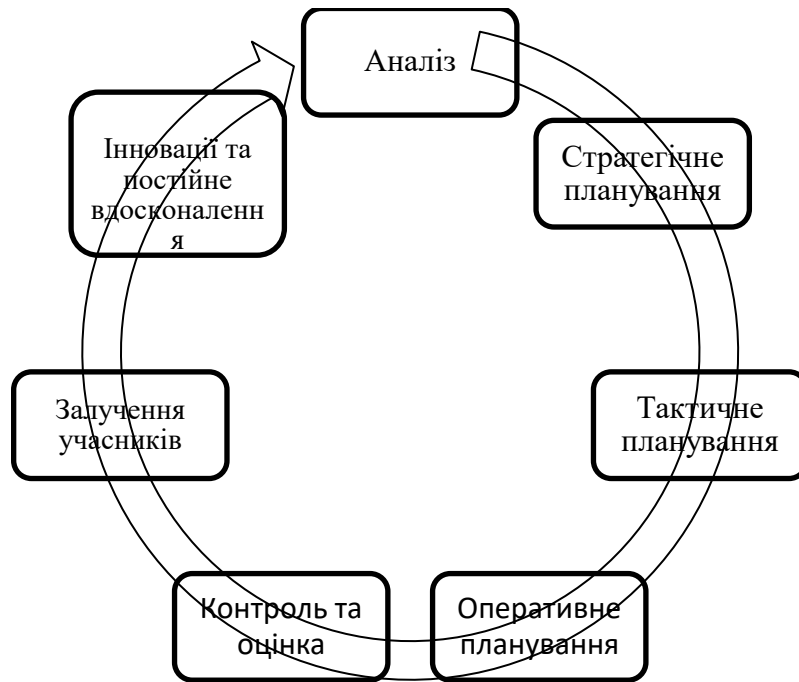 Аналіз
Стратегічне
планування
Тактичне
планування
Оперативне
планування
Контроль та
оцінка
Залучення
учасників
Інновації та
постійне
вдосконаленн
я